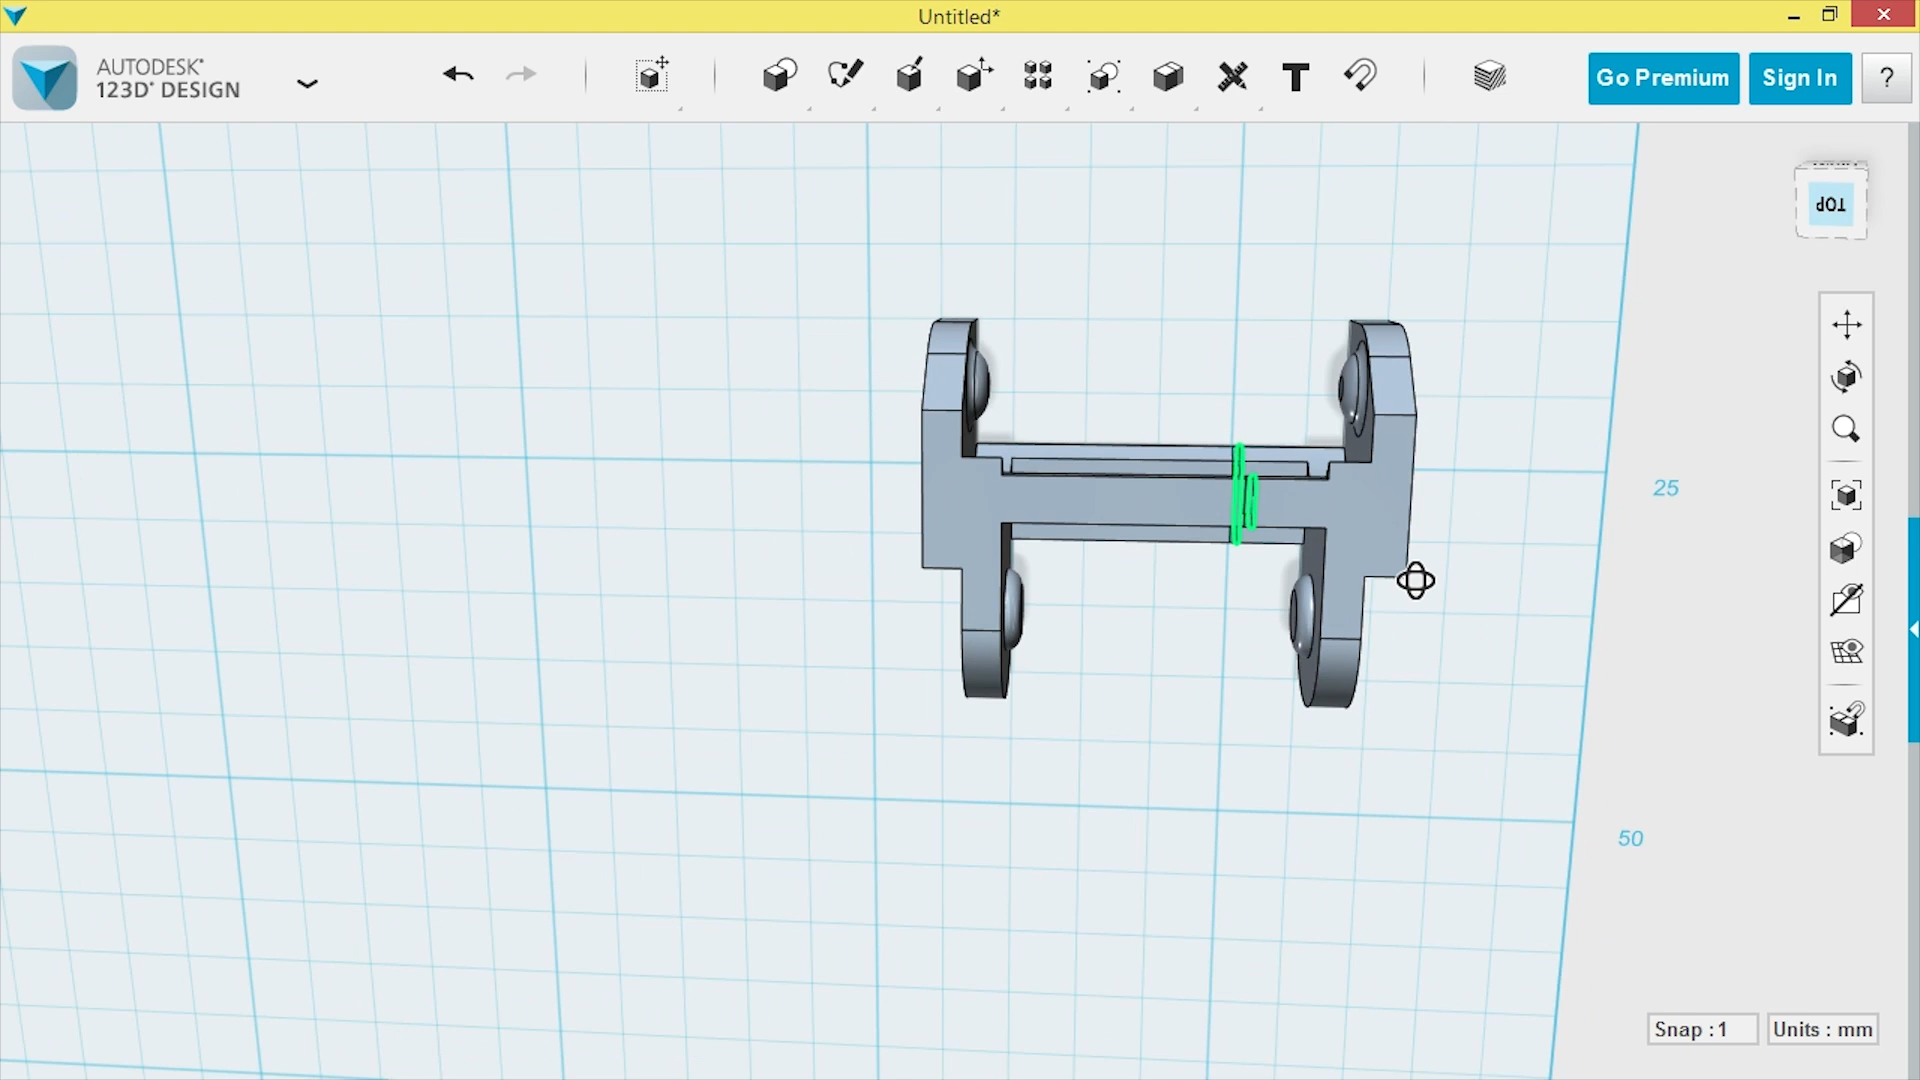 Untitled*
AUTODESK®
123D® DESIGN
T
Go Premium
Sign In
?
TOP
25
50
Snap : 1
Units : mm